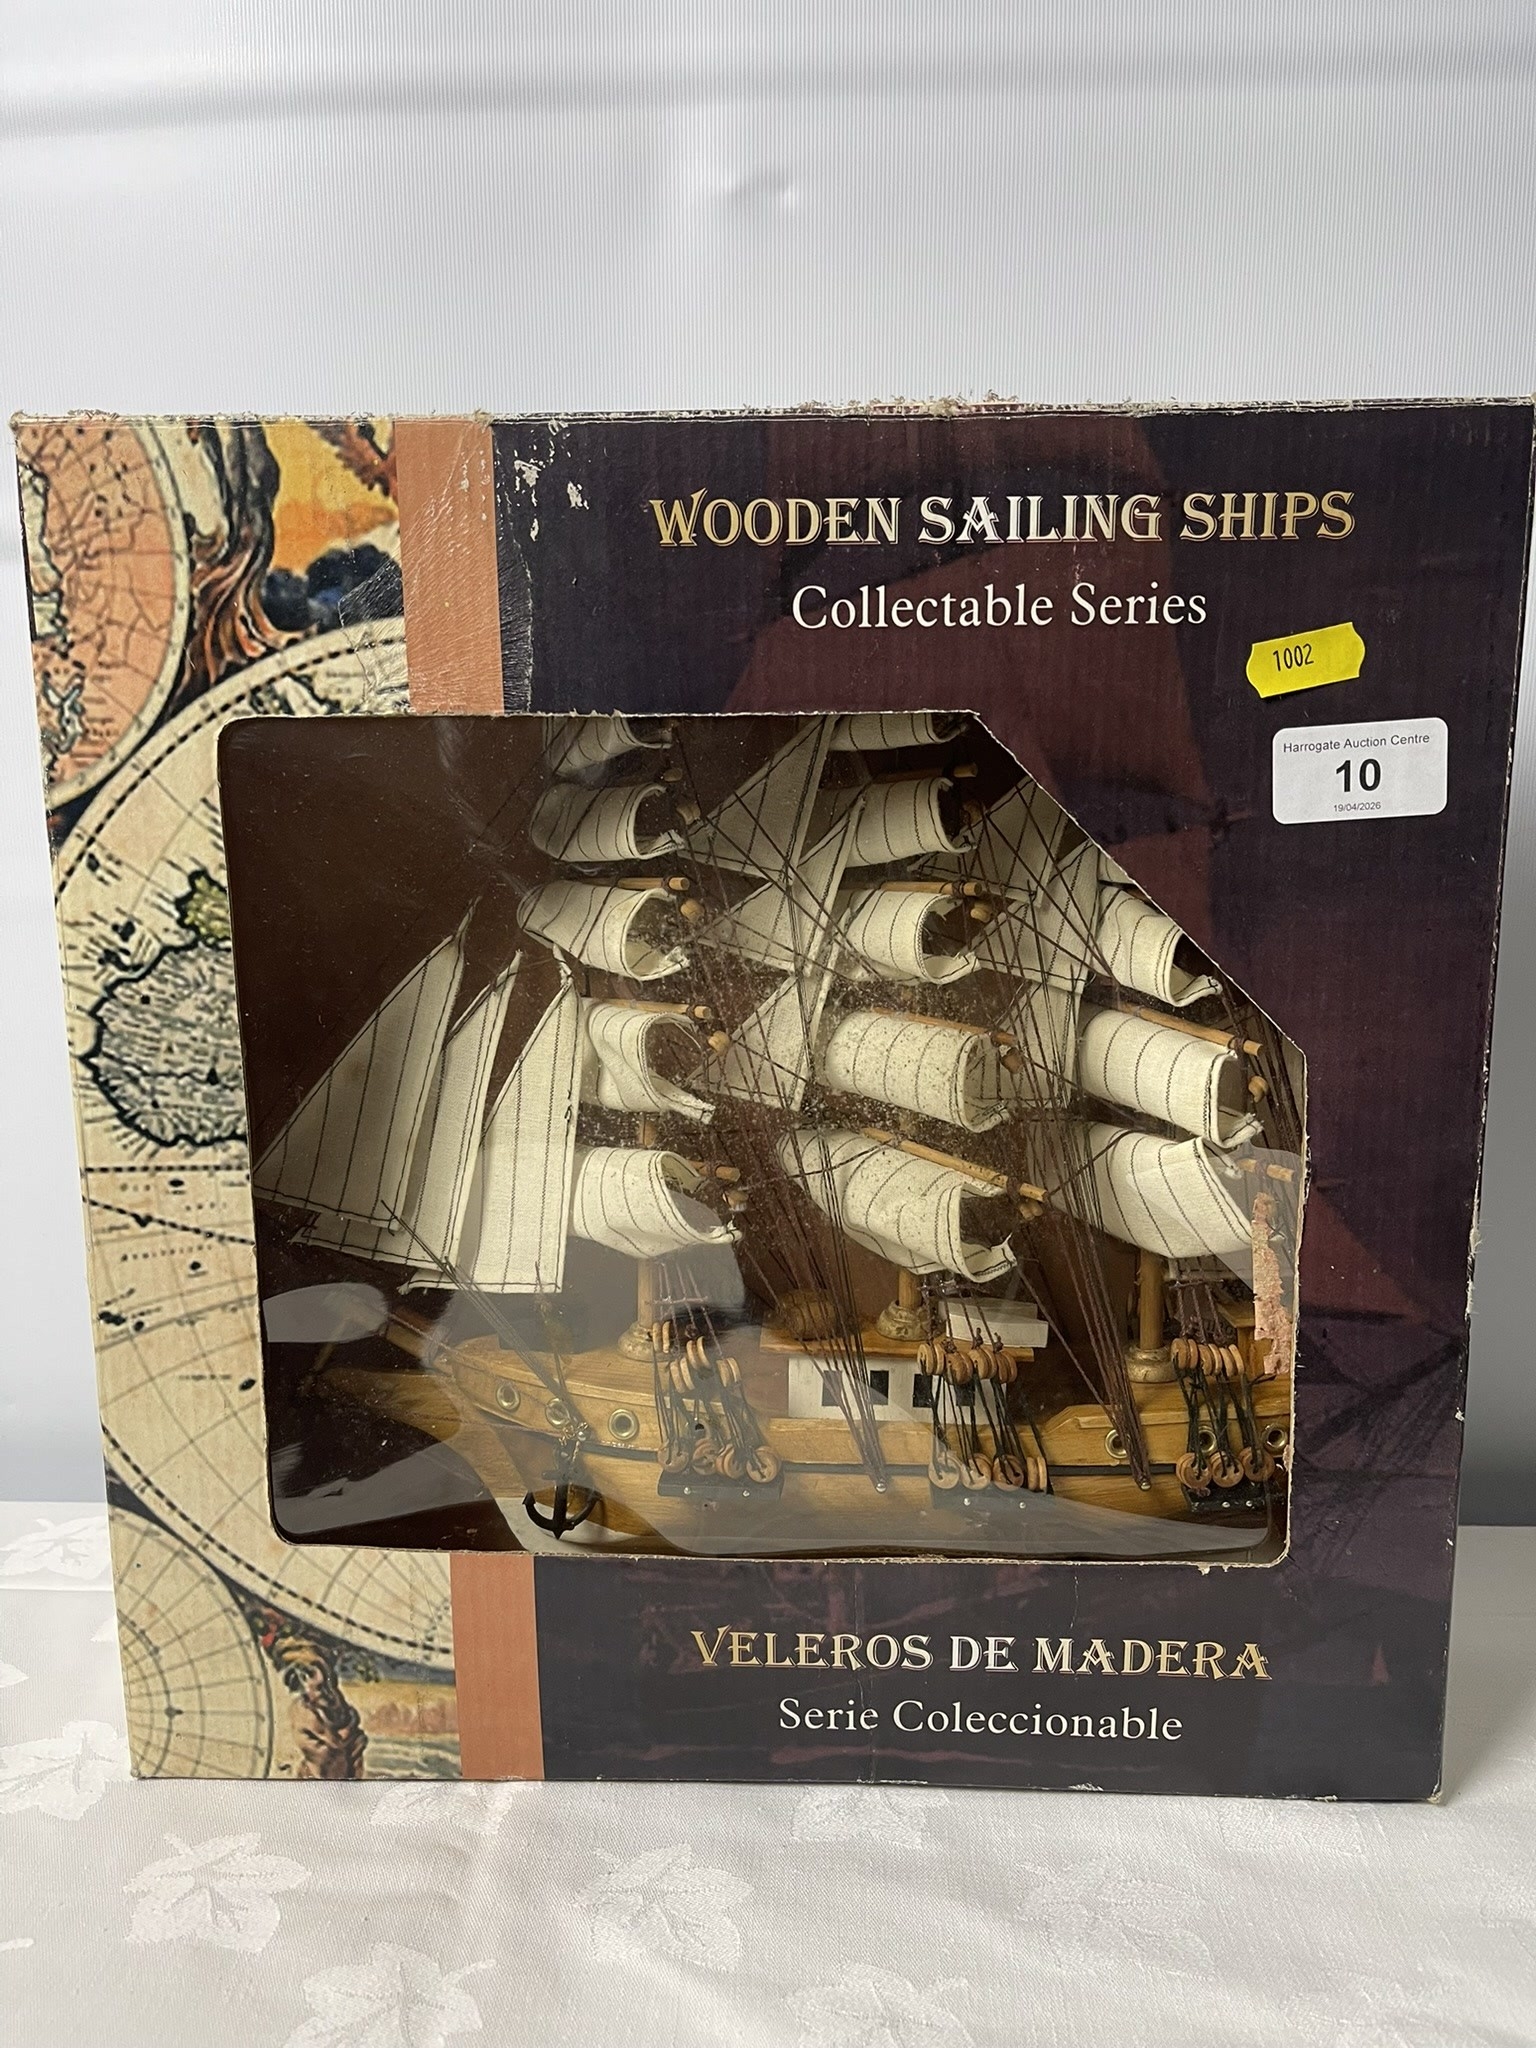 WOODEN SAILING SHIPS
Collectable Series
1002
Harrogate Auction Centre
10
19/04/2026
VELEROS DE MADERA
Serie Coleccionable